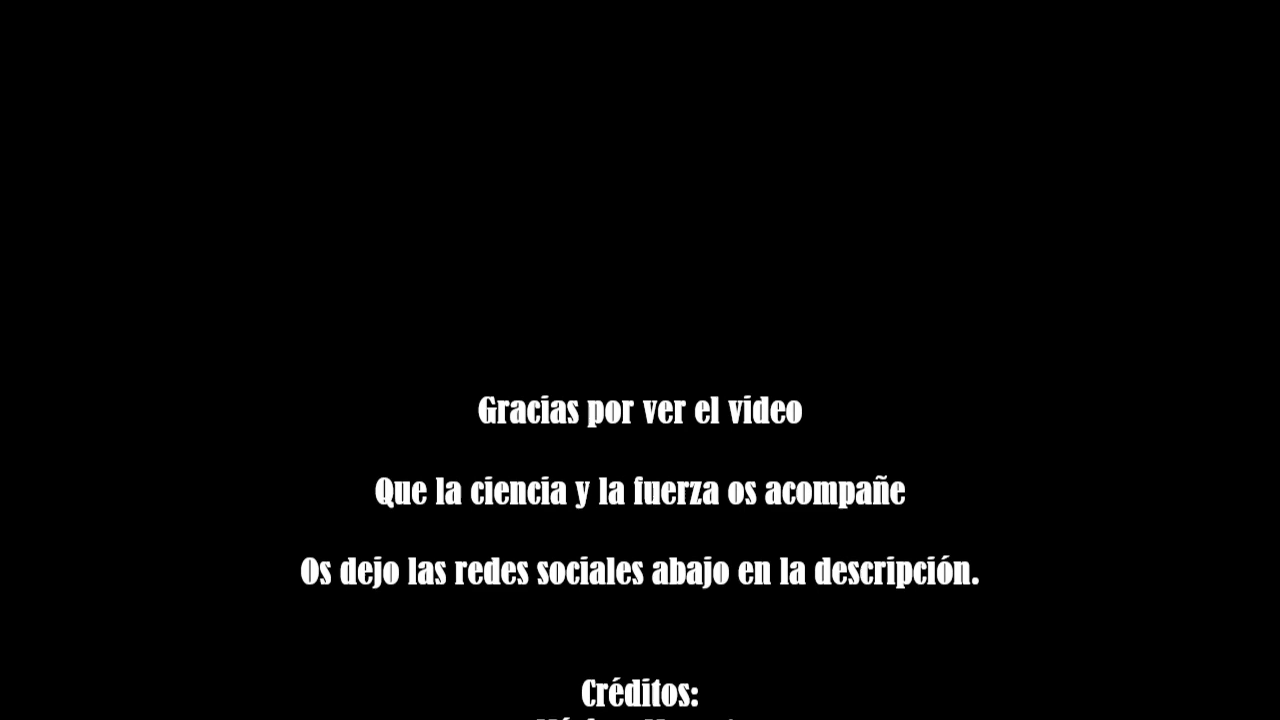 Gracias por ver el video
Que la ciencia y la fuerza os acompañe
Os dejo las redes sociales abajo en la descripción.
Créditos: